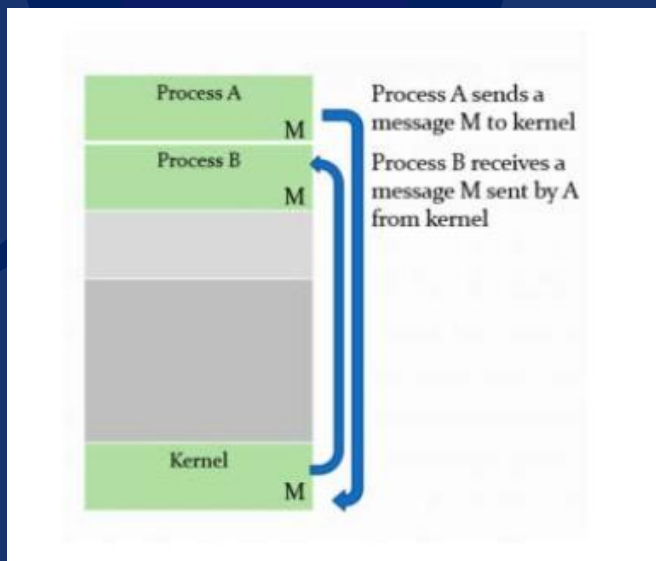 Process A
M
Process B
M
Kernel
M
Process A sends a
message M to kernel
Process B receives a
message M sent by A
from kernel